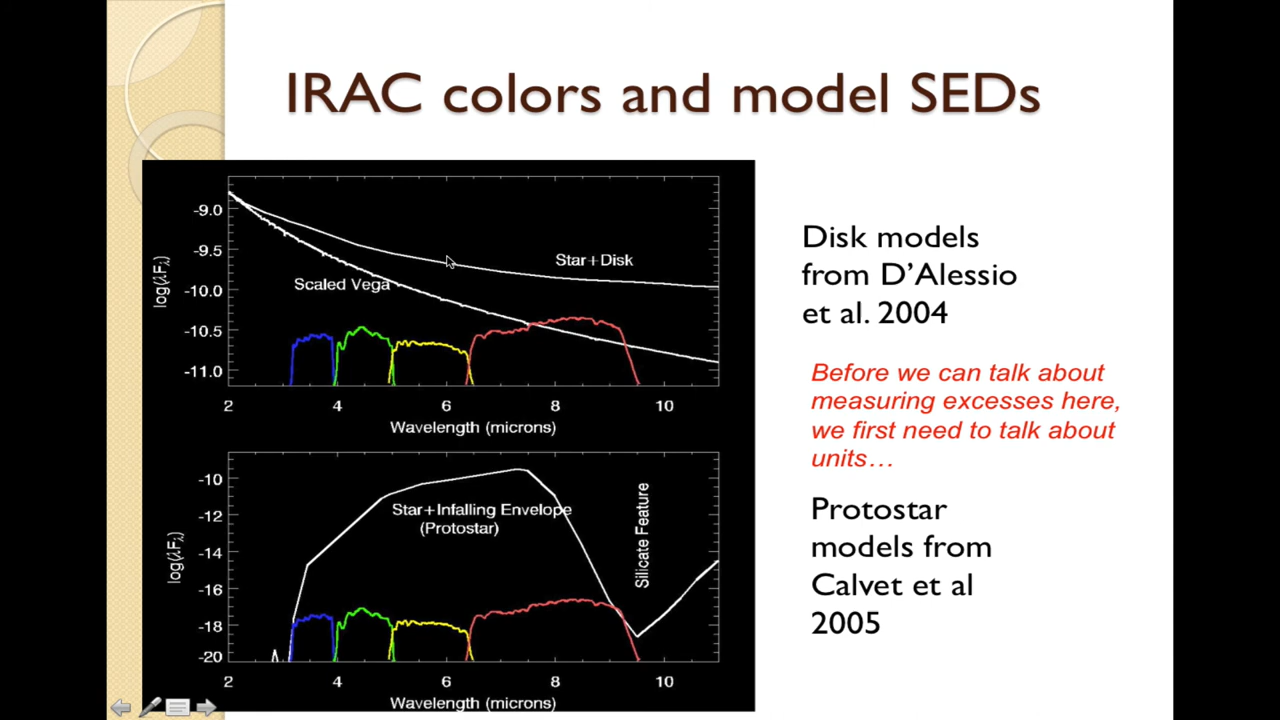 IRAC colors and model SEDs
-9.0
-9.5
-10.0
-10.5
-11.0
log(λFλ)
Star+Disk
Scaled Vega
2 4 6 8 10
Wavelength (microns)
-10
-12
-14
-16
-18
-20
log(λFλ)
Star+Infalling Envelope
(Protostar)
Silicate Feature
2 4 6 8 10
Wavelength (microns)
Disk models
from D’Alessio
et al. 2004
Before we can talk about
measuring excesses here,
we first need to talk about
units…
Protostar
models from
Calvet et al
2005